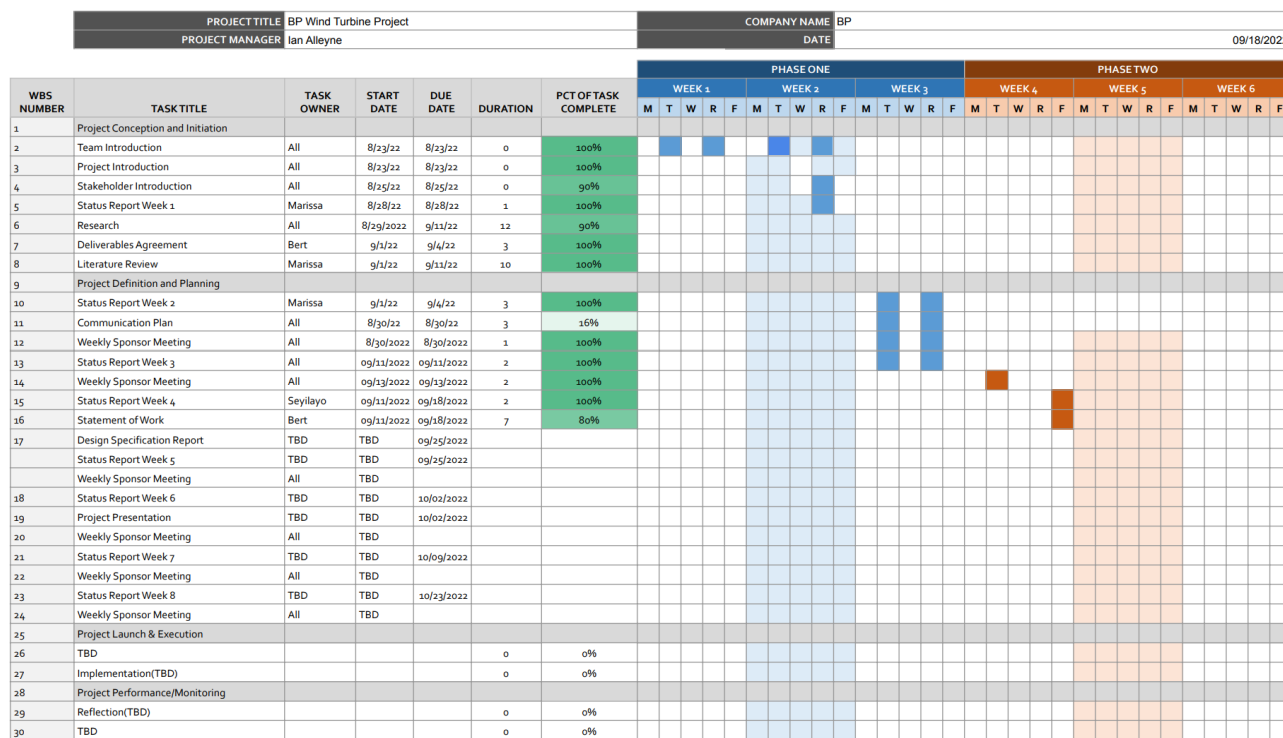 PROJECT TITLE BP Wind Turbine Project COMPANY NAME BP
PROJECT MANAGER Ian Alleyne DATE 09/18/202
PHASE ONE PHASE TWO
WBS NUMBER TASK TITLE TASK OWNER START DATE DUE DATE DURATION PCT OF TASK COMPLETE WEEK 1 WEEK 2 WEEK 3 WEEK 4 WEEK 5 WEEK 6
M T W R F M T W R F M T W R F M T W R F M T W R F M T W R F
1 Project Conception and Initiation
2 Team Introduction All 8/23/22 8/23/22 0 100%
3 Project Introduction All 8/23/22 8/23/22 0 100%
4 Stakeholder Introduction All 8/25/22 8/25/22 0 90%
5 Status Report Week 1 Marissa 8/28/22 8/28/22 1 100%
6 Research All 8/29/2022 9/11/22 12 90%
7 Deliverables Agreement Bert 9/1/22 9/4/22 3 100%
8 Literature Review Marissa 9/1/22 9/11/22 10 100%
9 Project Definition and Planning
10 Status Report Week 2 Marissa 9/1/22 9/4/22 3 100%
11 Communication Plan All 8/30/22 8/30/22 3 16%
12 Weekly Sponsor Meeting All 8/30/2022 8/30/2022 1 100%
13 Status Report Week 3 All 09/11/2022 09/11/2022 2 100%
14 Weekly Sponsor Meeting All 09/13/2022 09/13/2022 2 100%
15 Status Report Week 4 Seyilayo 09/11/2022 09/18/2022 2 100%
16 Statement of Work Bert 09/11/2022 09/18/2022 7 80%
17 Design Specification Report TBD TBD 09/25/2022
Status Report Week 5 TBD TBD 09/25/2022
Weekly Sponsor Meeting All TBD
18 Status Report Week 6 TBD TBD 10/02/2022
19 Project Presentation TBD TBD 10/02/2022
20 Weekly Sponsor Meeting All TBD
21 Status Report Week 7 TBD TBD 10/09/2022
22 Weekly Sponsor Meeting All TBD
23 Status Report Week 8 TBD TBD 10/23/2022
24 Weekly Sponsor Meeting All TBD
25 Project Launch & Execution
26 TBD 0 0%
27 Implementation(TBD) 0 0%
28 Project Performance/Monitoring
29 Reflection(TBD) 0 0%
30 TBD 0 0%